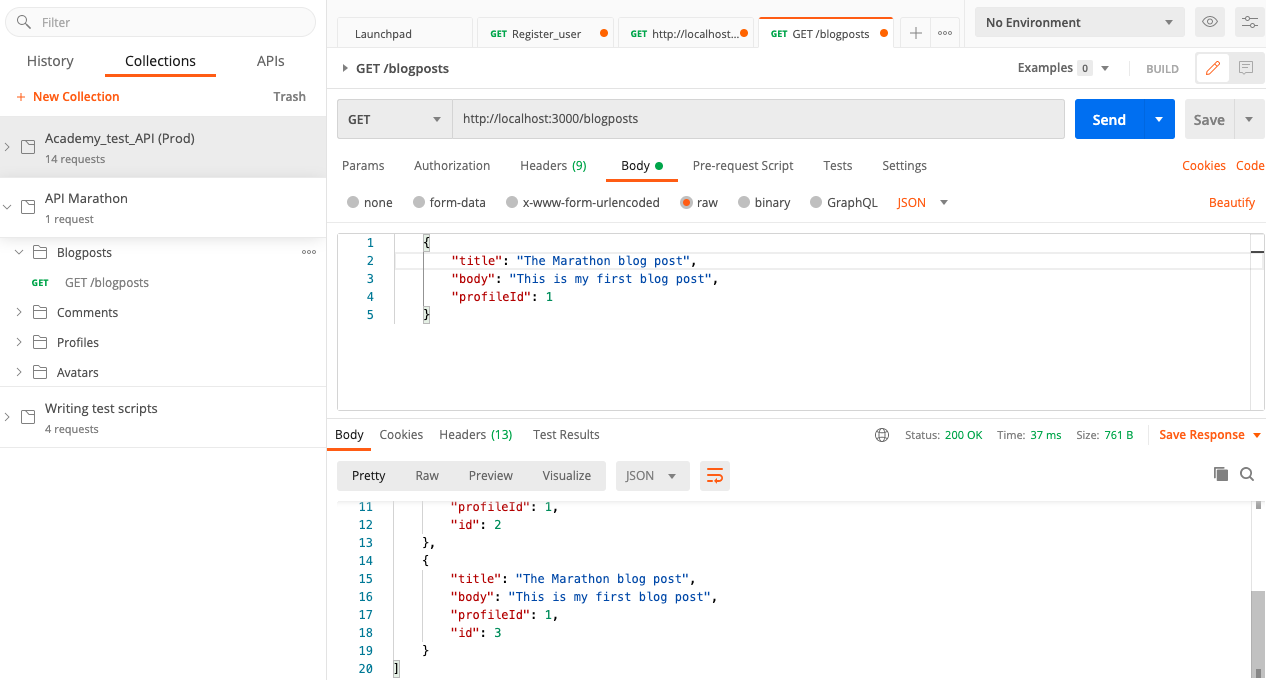 Filter
History Collections APIs
+ New Collection Trash
Academy_test_API (Prod)
14 requests
API Marathon
1 request
Blogposts
GET GET /blogposts
Comments
Profiles
Avatars
Writing test scripts
4 requests
Launchpad GET Register_user GET http://localhost... GET GET /blogposts No Environment
GET /blogposts Examples 0 BUILD
GET http://localhost:3000/blogposts Send Save
Params Authorization Headers (9) Body Pre-request Script Tests Settings Cookies Code
none form-data x-www-form-urlencoded raw binary GraphQL JSON Beautify
1 {
2 "title": "The Marathon blog post",
3 "body": "This is my first blog post",
4 "profileId": 1
5 }
Body Cookies Headers (13) Test Results Status: 200 OK Time: 37 ms Size: 761 B Save Response
Pretty Raw Preview Visualize JSON
11 "profileId": 1,
12 "id": 2
13 },
14 {
15 "title": "The Marathon blog post",
16 "body": "This is my first blog post",
17 "profileId": 1,
18 "id": 3
19 }
20 ]